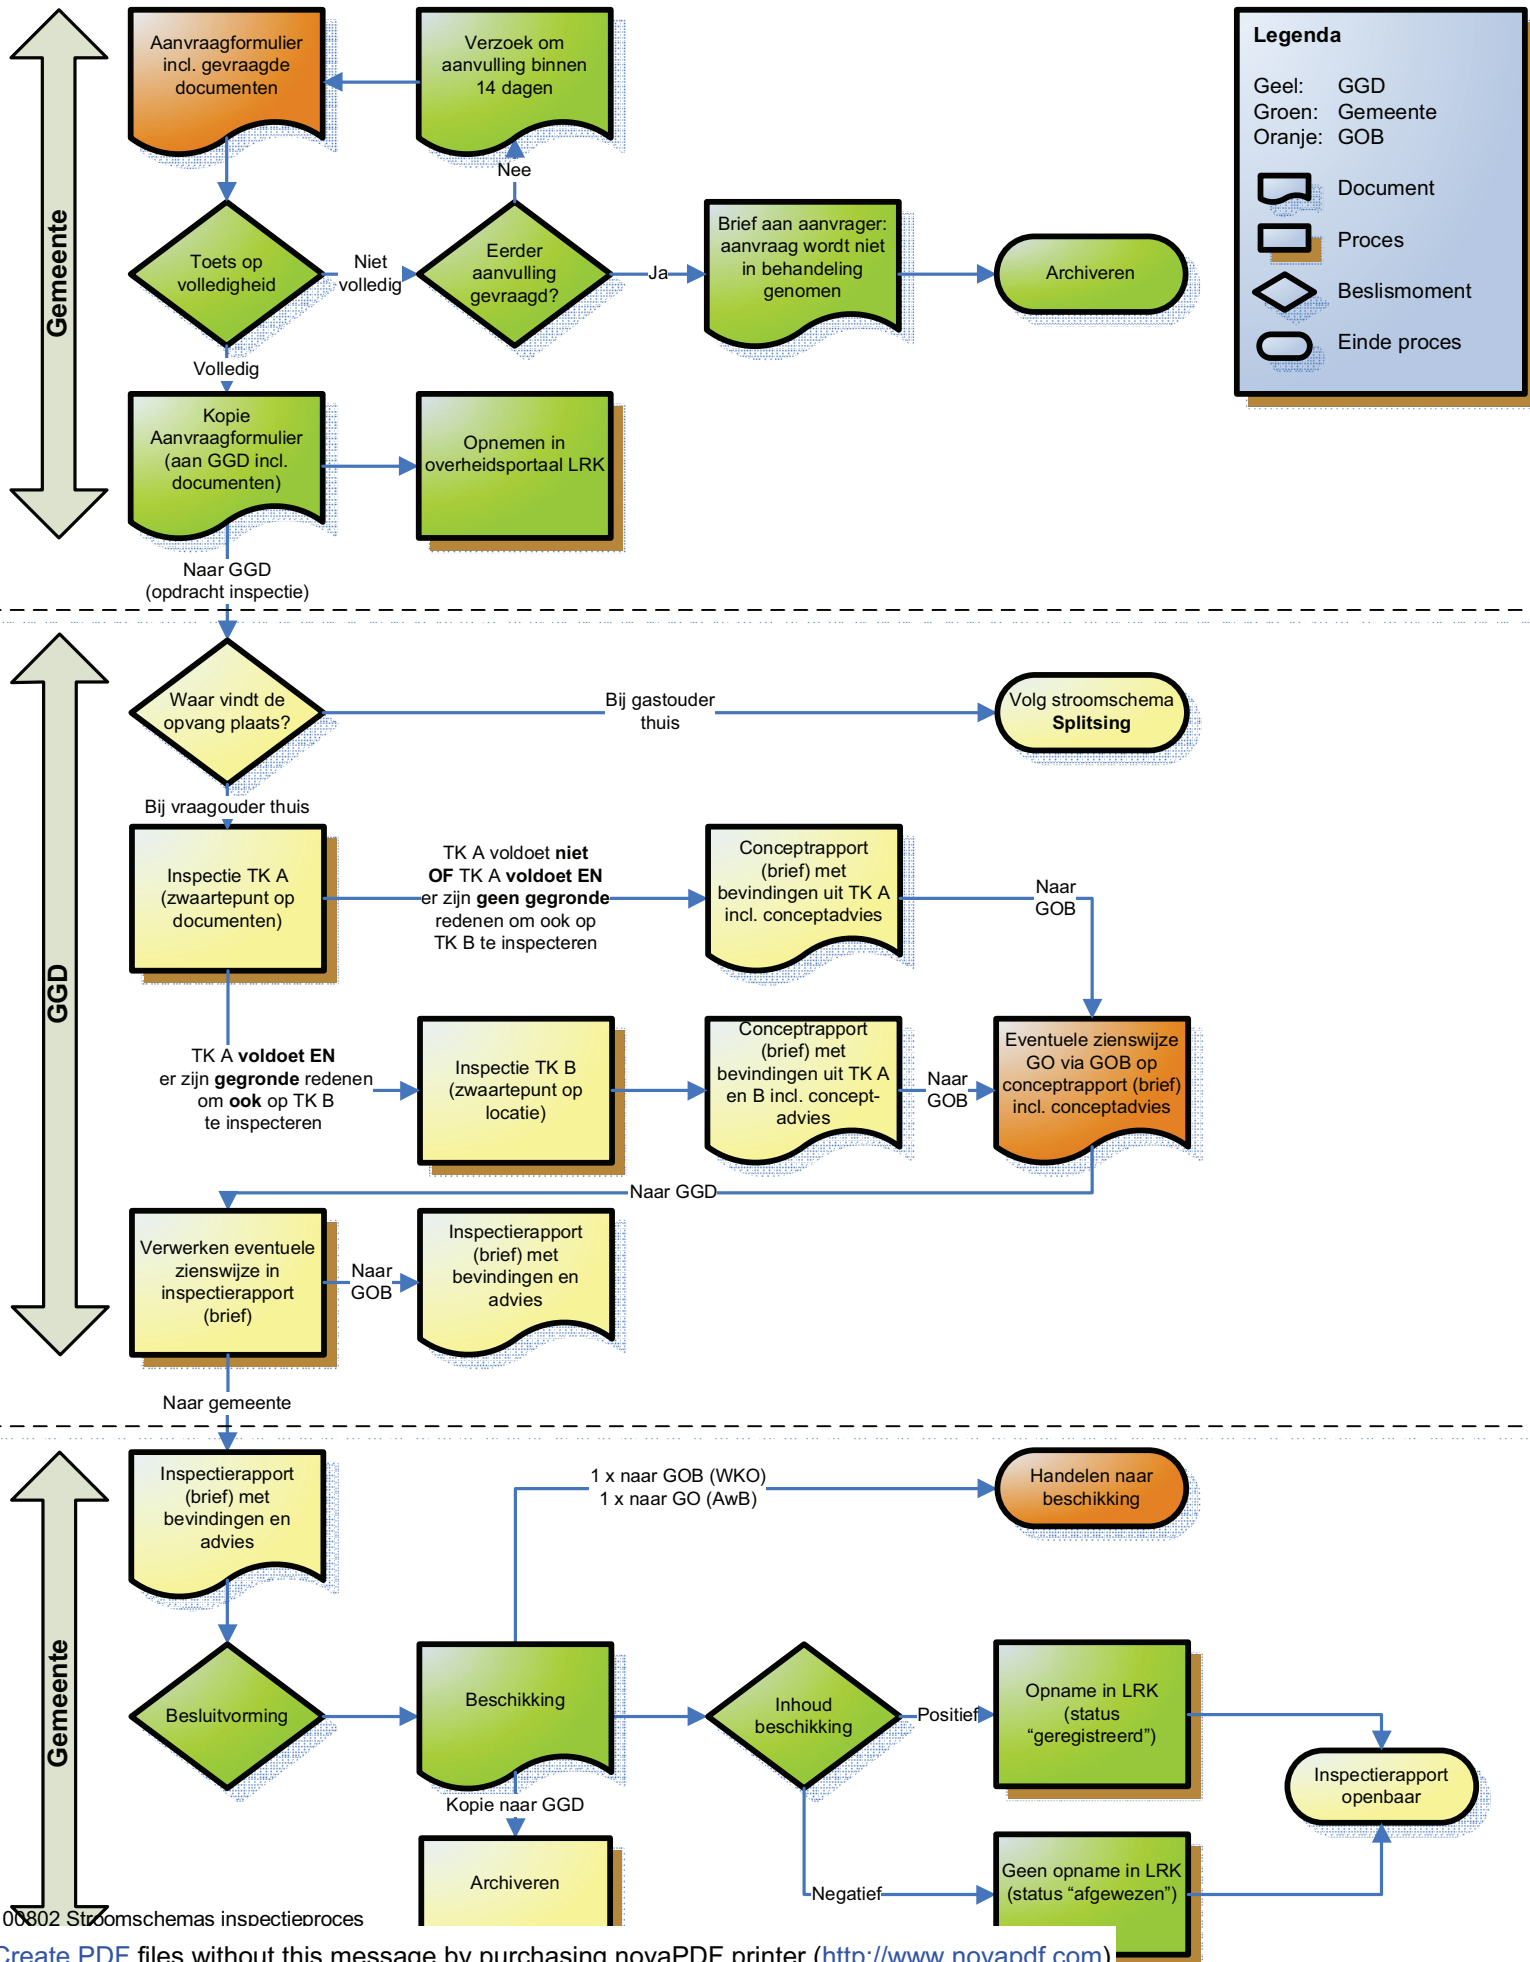 Aanvraagformulier
incl. gevraagde
documenten
Verzoek om
aanvulling binnen
14 dagen
Legenda
Geel: GGD
Groen: Gemeente
Oranje: GOB
Document
Proces
Beslismoment
Einde proces
Gemeente
Nee
Toets op
volledigheid
Niet
volledig
Eerder
aanvulling
gevraagd?
Ja
Brief aan aanvrager:
aanvraag wordt niet
in behandeling
genomen
Archiveren
Volledig
Kopie
Aanvraagformulier
(aan GGD incl.
documenten)
Opnemen in
overheidsportaal LRK
Naar GGD
(opdracht inspectie)
GGD
Waar vindt de
opvang plaats?
Bij gastouder
thuis
Volg stroomschema
Splitsing
Bij vraagouder thuis
Inspectie TK A
(zwaartepunt op
documenten)
TK A voldoet niet
OF TK A voldoet EN
er zijn geen gegronde
redenen om ook op
TK B te inspecteren
Conceptrapport
(brief) met
bevindingen uit TK A
incl. conceptadvies
Naar
GOB
TK A voldoet EN
er zijn gegronde redenen
om ook op TK B
te inspecteren
Inspectie TK B
(zwaartepunt op
locatie)
Conceptrapport
(brief) met
bevindingen uit TK A
en B incl. concept-
advies
Naar
GOB
Eventuele zienswijze
GO via GOB op
conceptrapport (brief)
incl. conceptadvies
Naar GGD
Verwerken eventuele
zienswijze in
inspectierapport
(brief)
Naar
GOB
Inspectierapport
(brief) met
bevindingen en
advies
Naar gemeente
Gemeente
Inspectierapport
(brief) met
bevindingen en
advies
1 x naar GOB (WKO)
1 x naar GO (AwB)
Handelen naar
beschikking
Besluitvorming
Beschikking
Inhoud
beschikking
Positief
Opname in LRK
(status
“geregistreerd”)
Inspectierapport
openbaar
Kopie naar GGD
Archiveren
Negatief
Geen opname in LRK
(status “afgewezen”)
00802 Stroomschemas inspectieproces
Create PDF files without this message by purchasing novaPDF printer (http://www.novapdf.com)